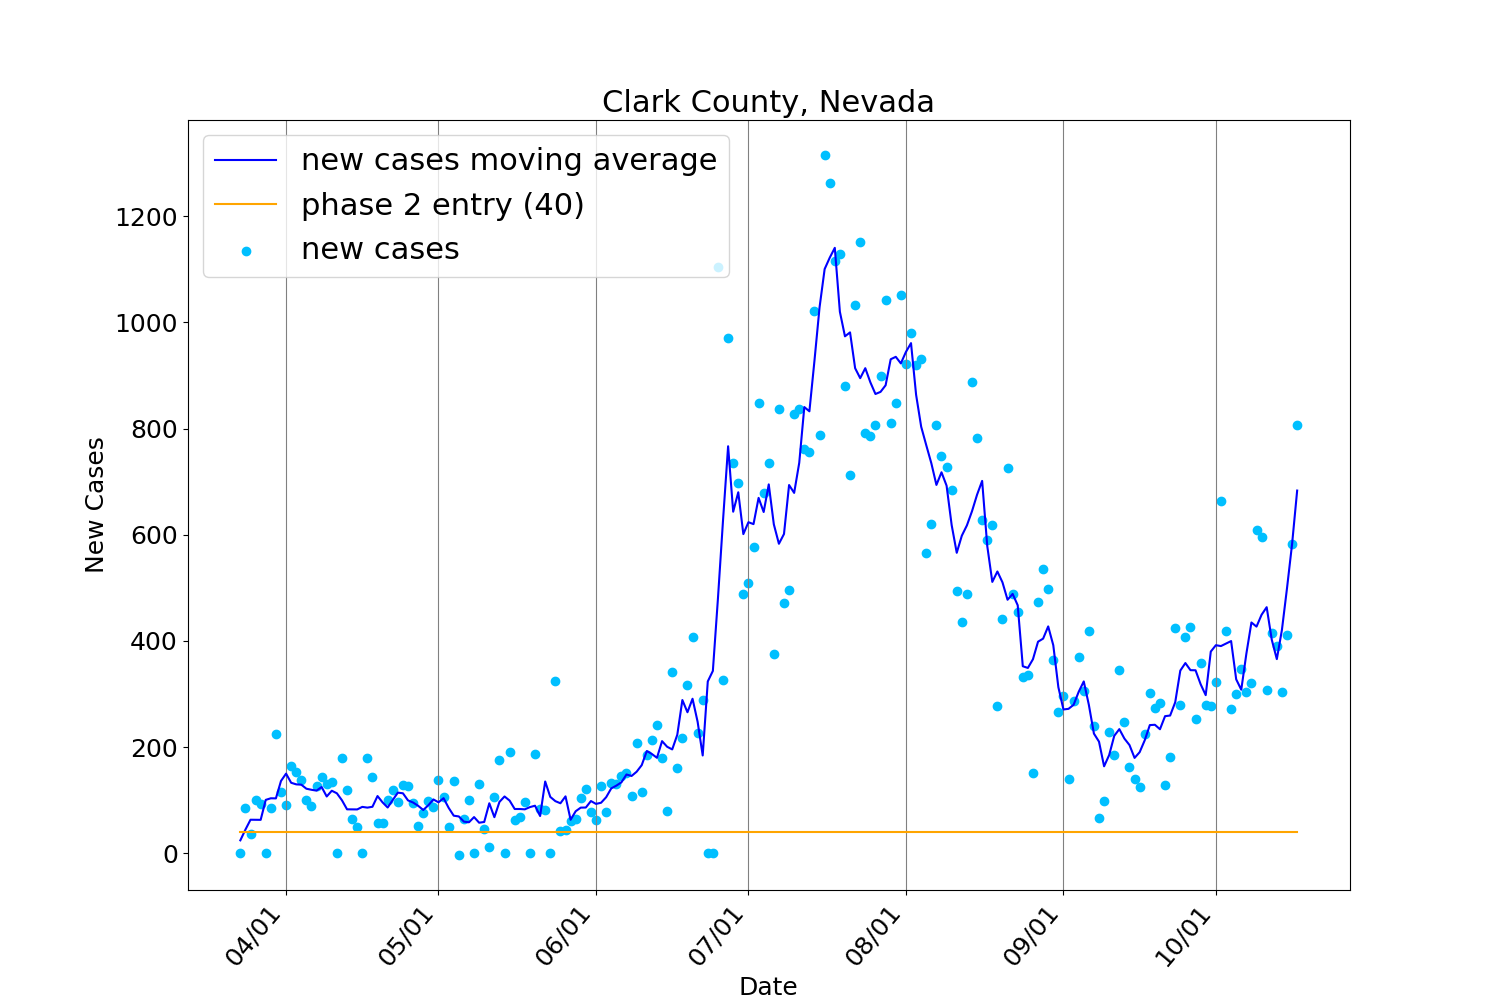 Clark County, Nevada
new cases moving average
phase 2 entry (40)
new cases
1200
1000
800
600
400
200
0
New Cases
04/01
05/01
06/01
07/01
08/01
09/01
10/01
Date